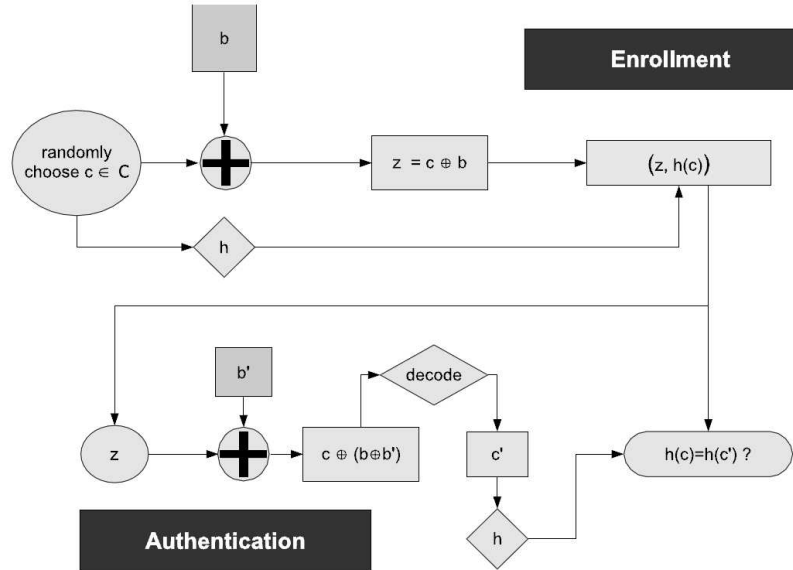 b
Enrollment
randomly
choose c ∈ C
z = c ⊕ b
(z, h(c))
h
b'
decode
z
c ⊕ (b⊕b')
c'
h(c)=h(c') ?
h
Authentication